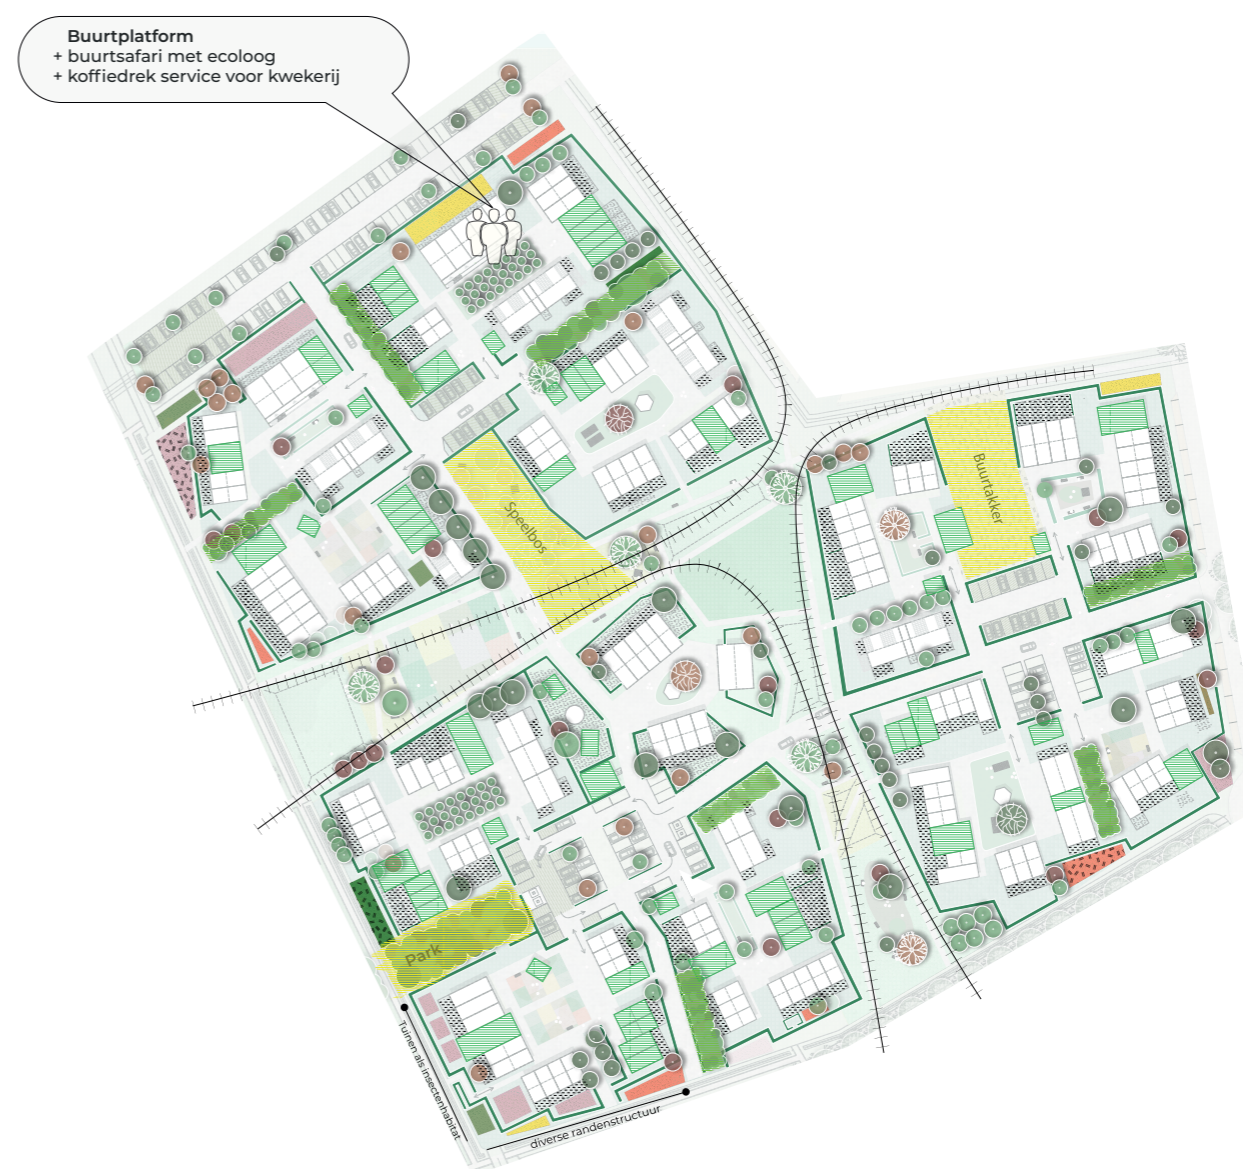 Buurtplatform
+ buurtsafari met ecoloog
+ koffiedrek service voor kwekerij
Buurtakker
Speelbos
Park
Tuinen als insectenhabitat
diverse randenstructuur